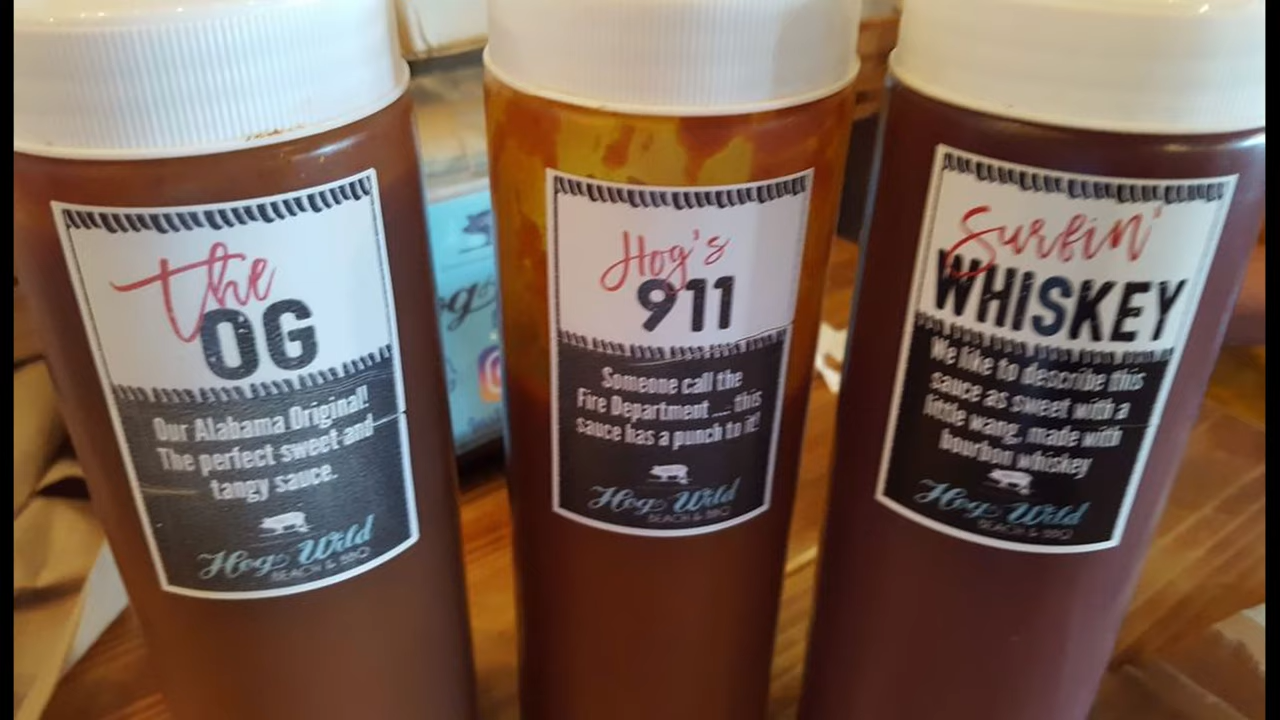 the
OG
Our Alabama Original!
The perfect sweet and
tangy sauce.
Hog Wild
BEACH & BBQ
Hog's
911
Someone call the
Fire Department .... this
sauce has a punch to it!
Hog Wild
BEACH & BBQ
Surfin'
WHISKEY
We like to describe this
sauce as sweet with a
little wang, made with
bourbon whiskey
Hog Wild
BEACH & BBQ